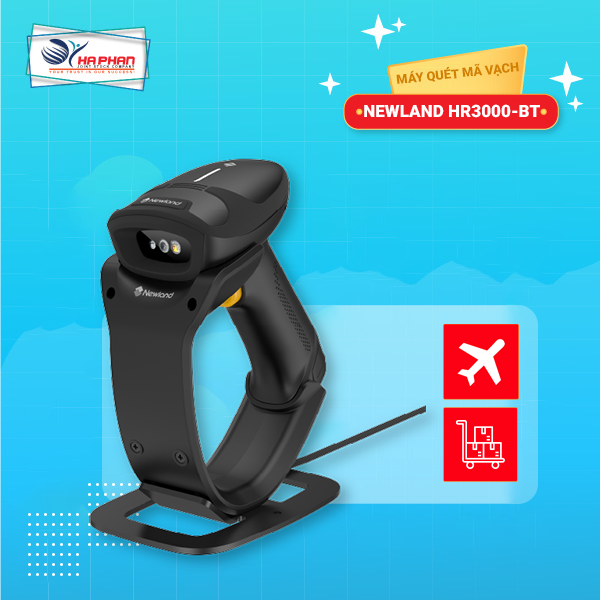 HA PHAN
JOINT STOCK COMPANY
YOUR TRUST IS OUR SUCCESS!
MÁY QUÉT MÃ VẠCH
NEWLAND HR3000-BT
Newland
Newland